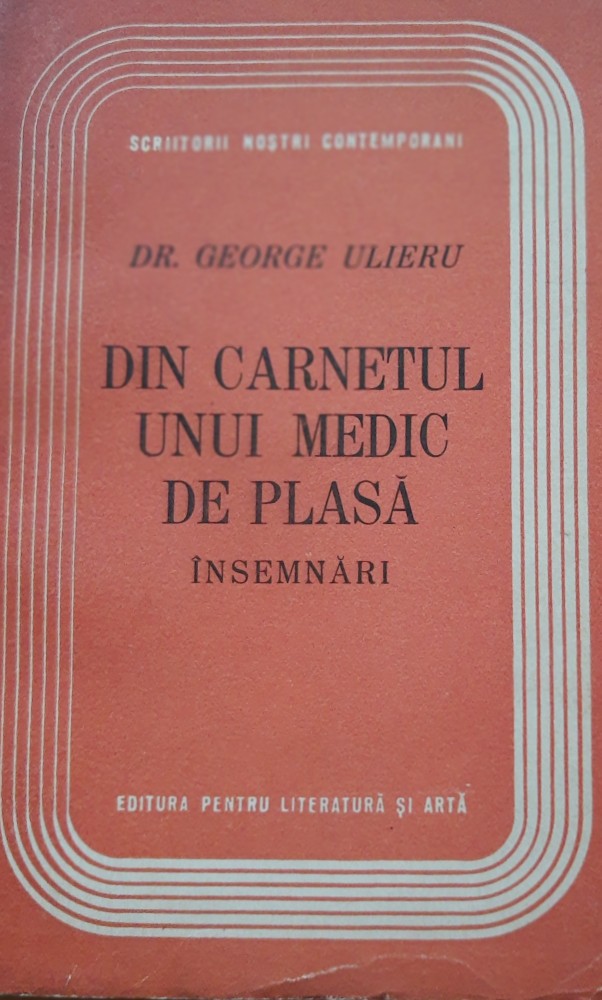 SCRIITORII NOȘTRI CONTEMPORANI
DR. GEORGE ULIERU
DIN CARNETUL
UNUI MEDIC
DE PLASĂ
ÎNSEMNĂRI
EDITURA PENTRU LITERATURĂ ȘI ARTĂ